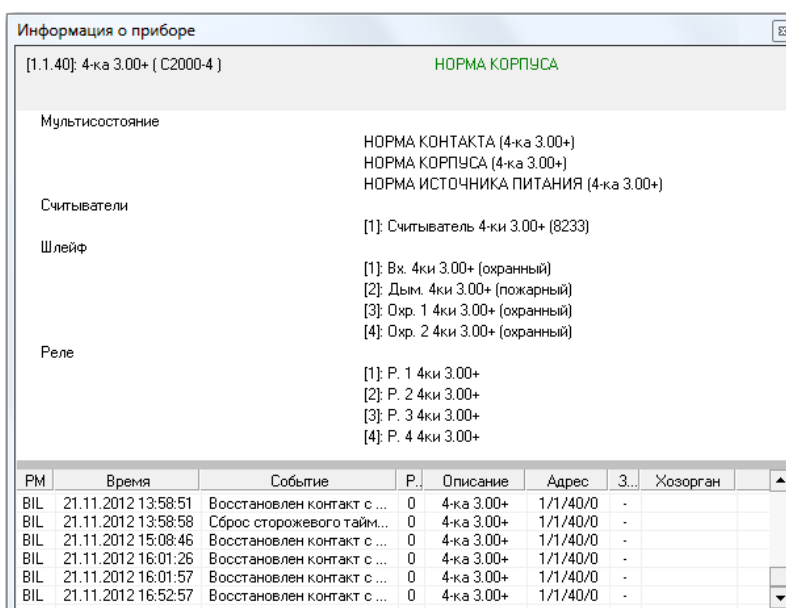 Информация о приборе
[1.1.40]: 4-ка 3.00+ ( С2000-4 ) НОРМА КОРПУСА
Мультисостояние
НОРМА КОНТАКТА (4-ка 3.00+)
НОРМА КОРПУСА (4-ка 3.00+)
НОРМА ИСТОЧНИКА ПИТАНИЯ (4-ка 3.00+)
Считыватели
[1]: Считыватель 4-ки 3.00+ (8233)
Шлейф
[1]: Вх. 4ки 3.00+ (охранный)
[2]: Дым. 4ки 3.00+ (пожарный)
[3]: Охр. 1 4ки 3.00+ (охранный)
[4]: Охр. 2 4ки 3.00+ (охранный)
Реле
[1]: Р. 1 4ки 3.00+
[2]: Р. 2 4ки 3.00+
[3]: Р. 3 4ки 3.00+
[4]: Р. 4 4ки 3.00+
РМ Время Событие Р.. Описание Адрес З... Хозорган
BIL 21.11.2012 13:58:51 Восстановлен контакт с ... 0 4-ка 3.00+ 1/1/40/0 -
BIL 21.11.2012 13:58:58 Сброс сторожевого тайм... 0 4-ка 3.00+ 1/1/40/0 -
BIL 21.11.2012 15:08:46 Восстановлен контакт с ... 0 4-ка 3.00+ 1/1/40/0 -
BIL 21.11.2012 16:01:26 Восстановлен контакт с ... 0 4-ка 3.00+ 1/1/40/0 -
BIL 21.11.2012 16:01:57 Восстановлен контакт с ... 0 4-ка 3.00+ 1/1/40/0 -
BIL 21.11.2012 16:52:57 Восстановлен контакт с ... 0 4-ка 3.00+ 1/1/40/0 -